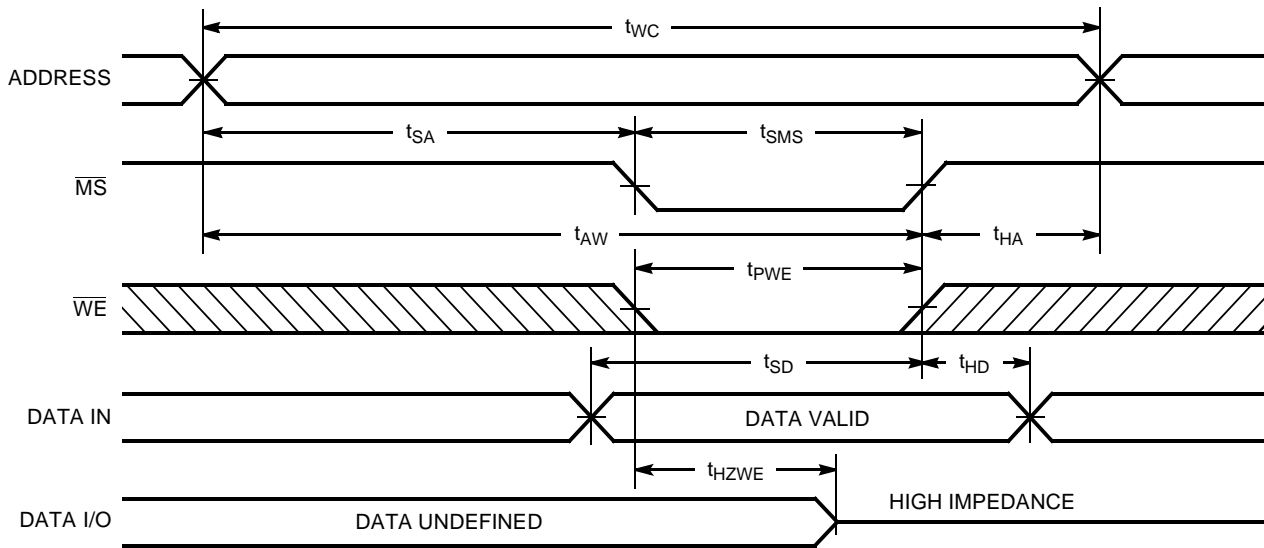 tWC
ADDRESS
tSA
tSMS
MS
tAW
tHA
tPWE
WE
tSD
tHD
DATA IN
DATA VALID
tHZWE
DATA I/O
DATA UNDEFINED
HIGH IMPEDANCE